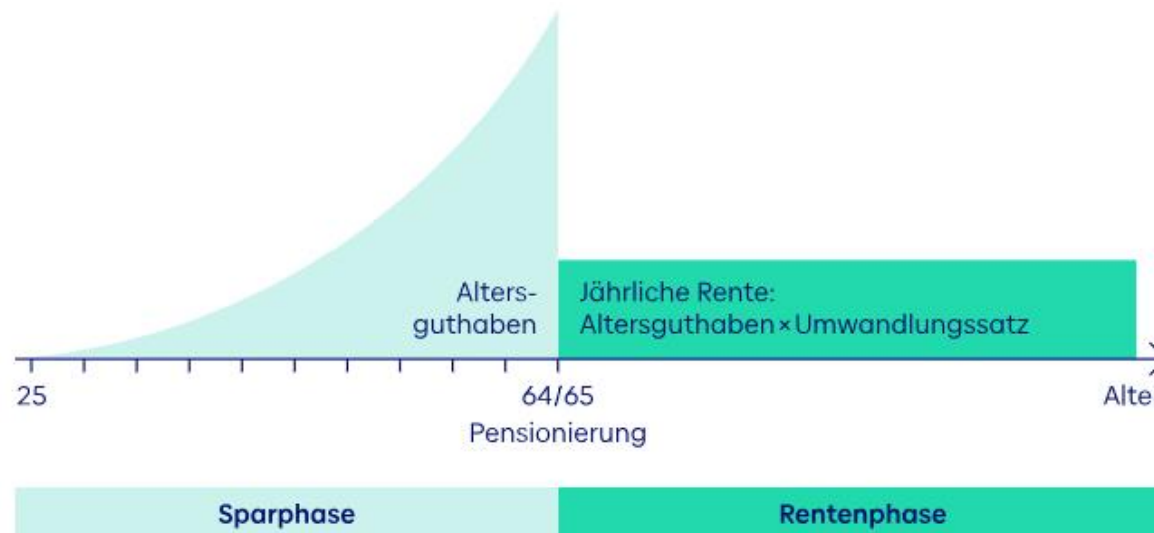 Alters-
guthaben
Jährliche Rente:
Altersguthaben×Umwandlungssatz
25
64/65
Alte
Pensionierung
Sparphase
Rentenphase